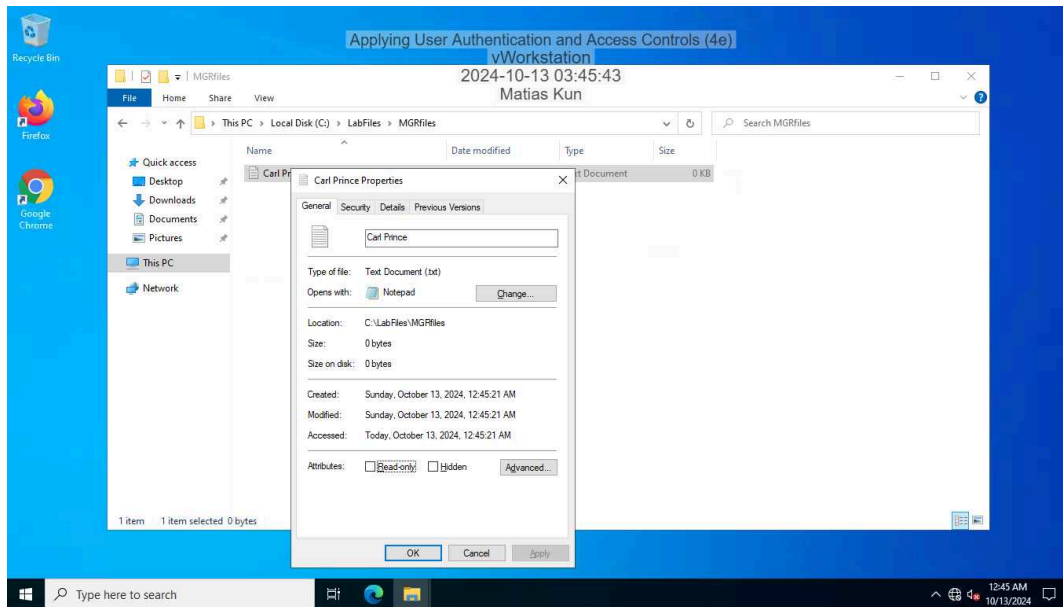 Recycle Bin
Firefox
Google
Chrome
Applying User Authentication and Access Controls (4e)
vWorkstation
2024-10-13 03:45:43
Matias Kun
MGRfiles
File Home Share View
This PC > Local Disk (C:) > LabFiles > MGRfiles
Search MGRfiles
Quick access
Desktop
Downloads
Documents
Pictures
This PC
Network
Name Date modified Type Size
Carl Pr
t Document 0 KB
Carl Prince Properties
General Security Details Previous Versions
Carl Prince
Type of file: Text Document (.txt)
Opens with: Notepad Change...
Location: C:\LabFiles\MGRfiles
Size: 0 bytes
Size on disk: 0 bytes
Created: Sunday, October 13, 2024, 12:45:21 AM
Modified: Sunday, October 13, 2024, 12:45:21 AM
Accessed: Today, October 13, 2024, 12:45:21 AM
Attributes: Read-only Hidden Advanced...
OK Cancel Apply
1 item 1 item selected 0 bytes
Type here to search
12:45 AM
10/13/2024